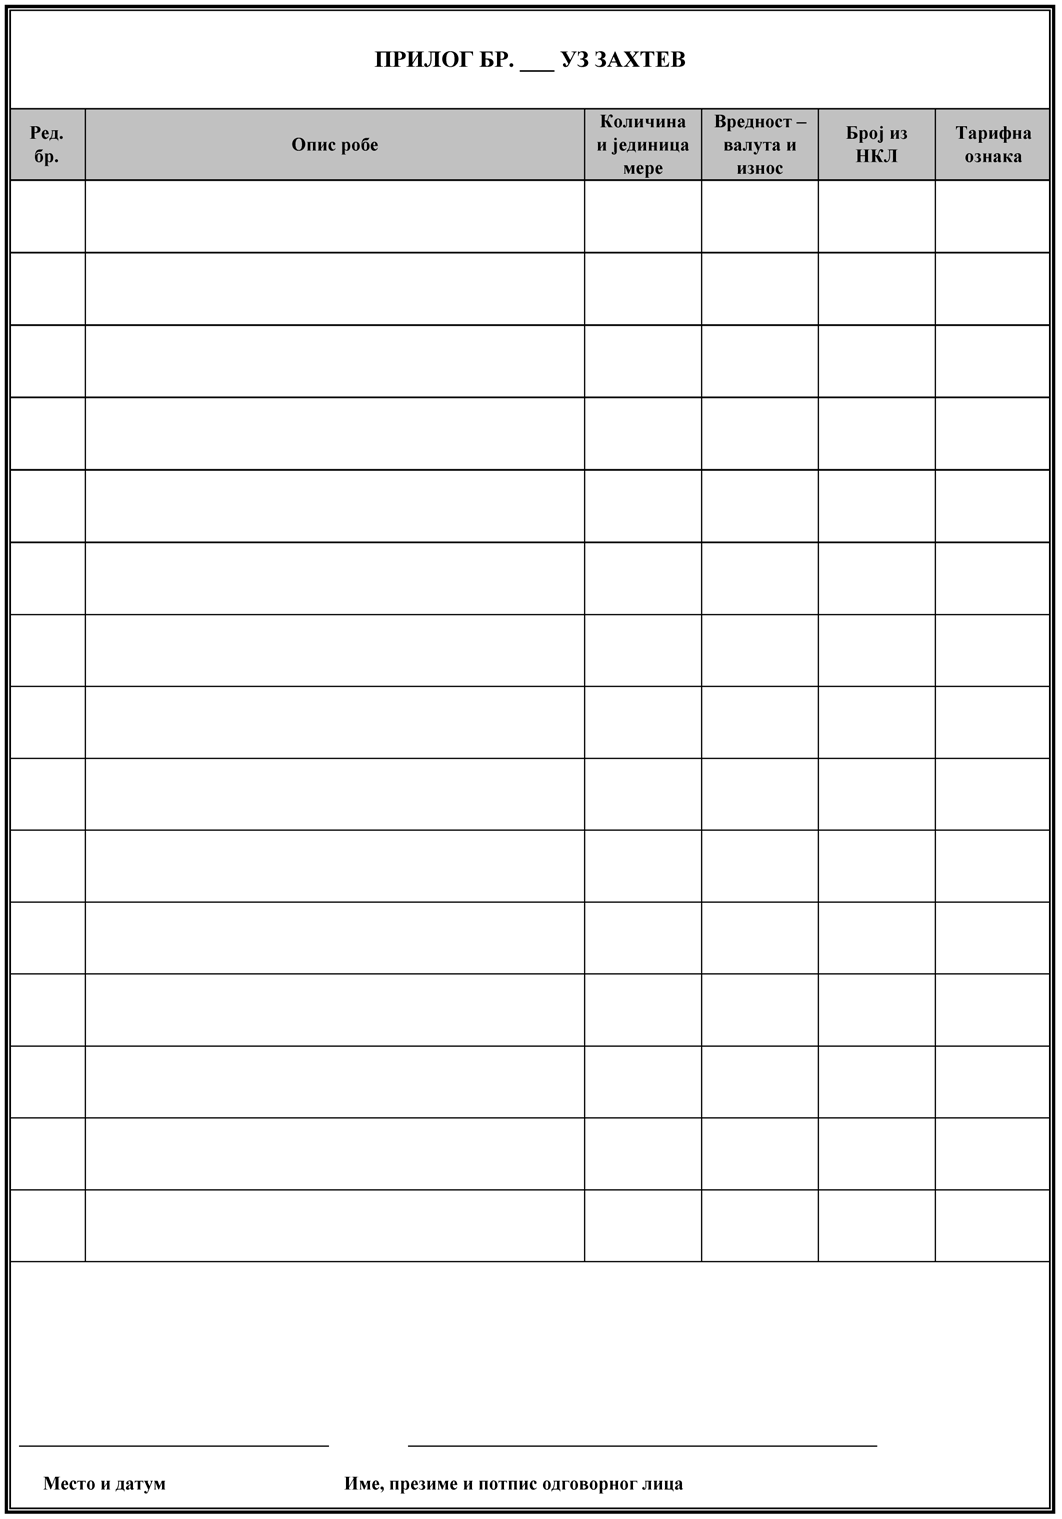 ПРИЛОГ БР. ___ УЗ ЗАХТЕВ
Ред.
бр.
Опис робе
Количина
и јединица
мере
Вредност –
валута и
износ
Број из
НКЛ
Тарифна
ознака
Место и датум
Име, презиме и потпис одговорног лица